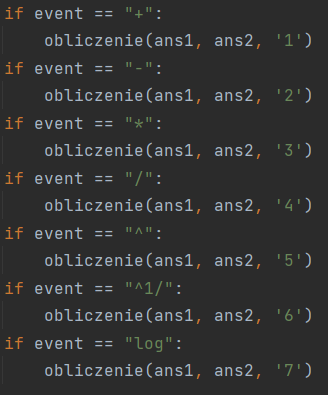 if event == "+":
    obliczenie(ans1, ans2, '1')
if event == "-":
    obliczenie(ans1, ans2, '2')
if event == "*":
    obliczenie(ans1, ans2, '3')
if event == "/":
    obliczenie(ans1, ans2, '4')
if event == "^":
    obliczenie(ans1, ans2, '5')
if event == "^1/":
    obliczenie(ans1, ans2, '6')
if event == "log":
    obliczenie(ans1, ans2, '7')